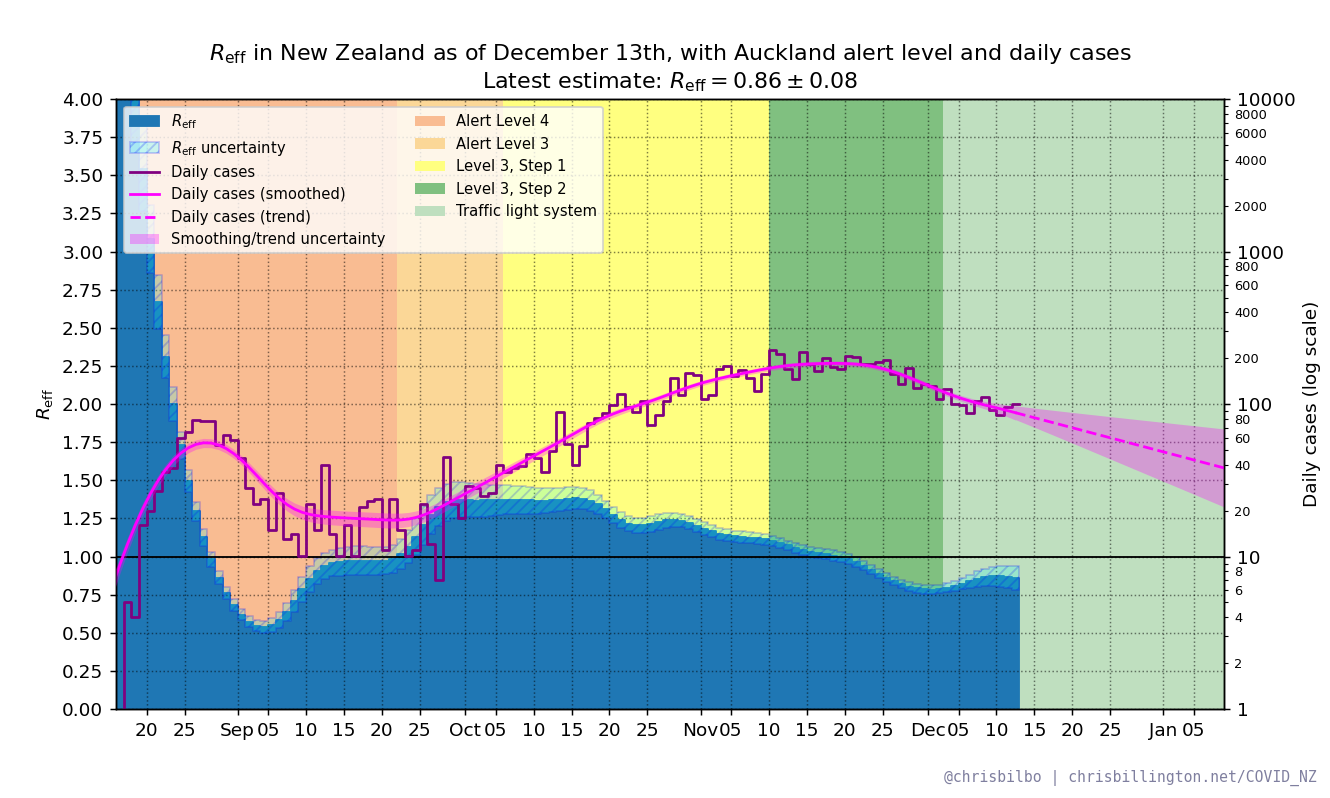 Reff in New Zealand as of December 13th, with Auckland alert level and daily cases
Latest estimate: Reff = 0.86 ± 0.08
Reff
Reff uncertainty
Daily cases
Daily cases (smoothed)
Daily cases (trend)
Smoothing/trend uncertainty
Alert Level 4
Alert Level 3
Level 3, Step 1
Level 3, Step 2
Traffic light system
Reff
4.00
3.75
3.50
3.25
3.00
2.75
2.50
2.25
2.00
1.75
1.50
1.25
1.00
0.75
0.50
0.25
0.00
20 25 Sep 05 10 15 20 25 Oct 05 10 15 20 25 Nov 05 10 15 20 25 Dec 05 10 15 20 25 Jan 05
10000
8000
6000
4000
2000
1000
800
600
400
200
100
80
60
40
20
10
8
6
4
2
1
Daily cases (log scale)
@chrisbilbo | chrisbillington.net/COVID_NZ